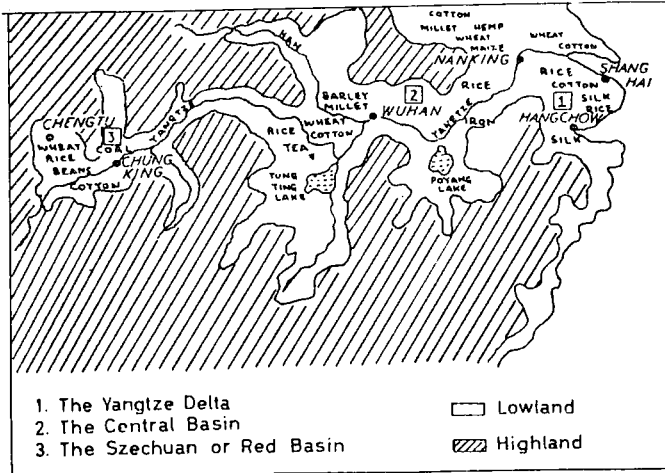 COTTON
MILLET HEMP
WHEAT
MAIZE
WHEAT
COTTON
NANKING
HAN
SHANG
HAI
RICE
RICE
COTTON
SILK
RICE
1
HANGCHOW
SILK
2
BARLEY
MILLET
WUHAN
YANGTZE
IRON
YANGTZE
WHEAT
COTTON
RICE
TEA
TUNG
TING
LAKE
POYANG
LAKE
CHENGTU
3
COAL
WHEAT
RICE
BEANS
COTTON
CHUNG
KING
1. The Yangtze Delta
2. The Central Basin
3. The Szechuan or Red Basin
Lowland
Highland